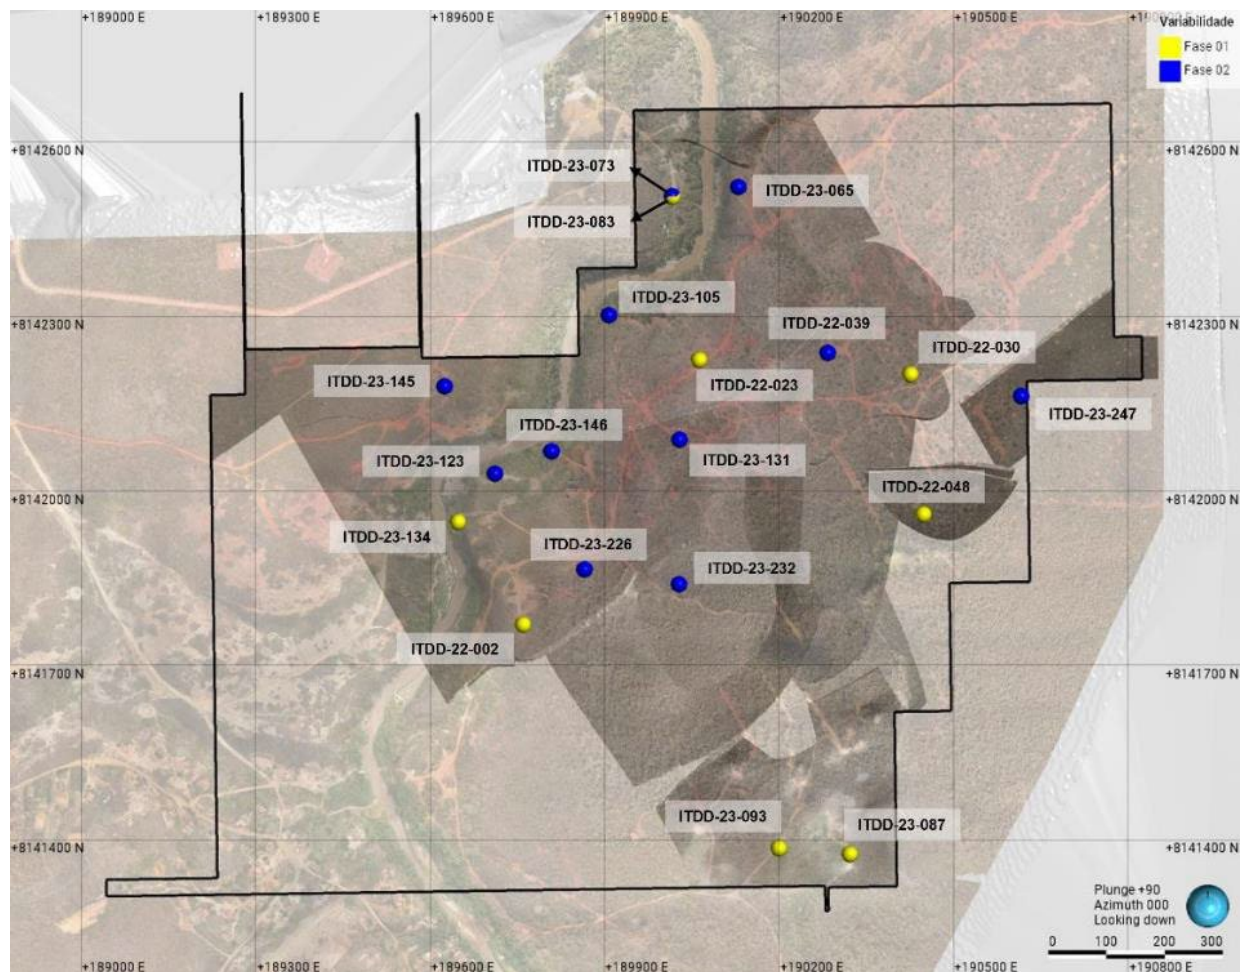 +189000 E
+189300 E
+189600 E
+189900 E
+190200 E
+190500 E
Variabilidade
Fase 01
Fase 02
+8142600 N
+8142600 N
ITDD-23-073
ITDD-23-065
ITDD-23-083
ITDD-23-105
+8142300 N
ITDD-22-039
+8142300 N
ITDD-22-030
ITDD-23-145
ITDD-22-023
ITDD-23-247
ITDD-23-146
ITDD-23-123
ITDD-23-131
ITDD-22-048
+8142000 N
+8142000 N
ITDD-23-134
ITDD-23-226
ITDD-23-232
ITDD-22-002
+8141700 N
+8141700 N
ITDD-23-093
ITDD-23-087
+8141400 N
+8141400 N
Plunge +90
Azimuth 000
Looking down
0 100 200 300
+189000 E
+189300 E
+189600 E
+189900 E
+190200 E
+190500 E
+190800 E